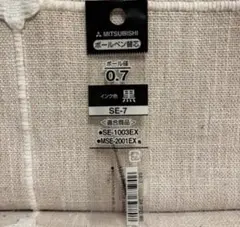 MITSUBISHI
ボールペン替芯
ボール径
0.7
インク色 黒
SE-7
適合商品
•SE-1003EX
•MSE-2001EX